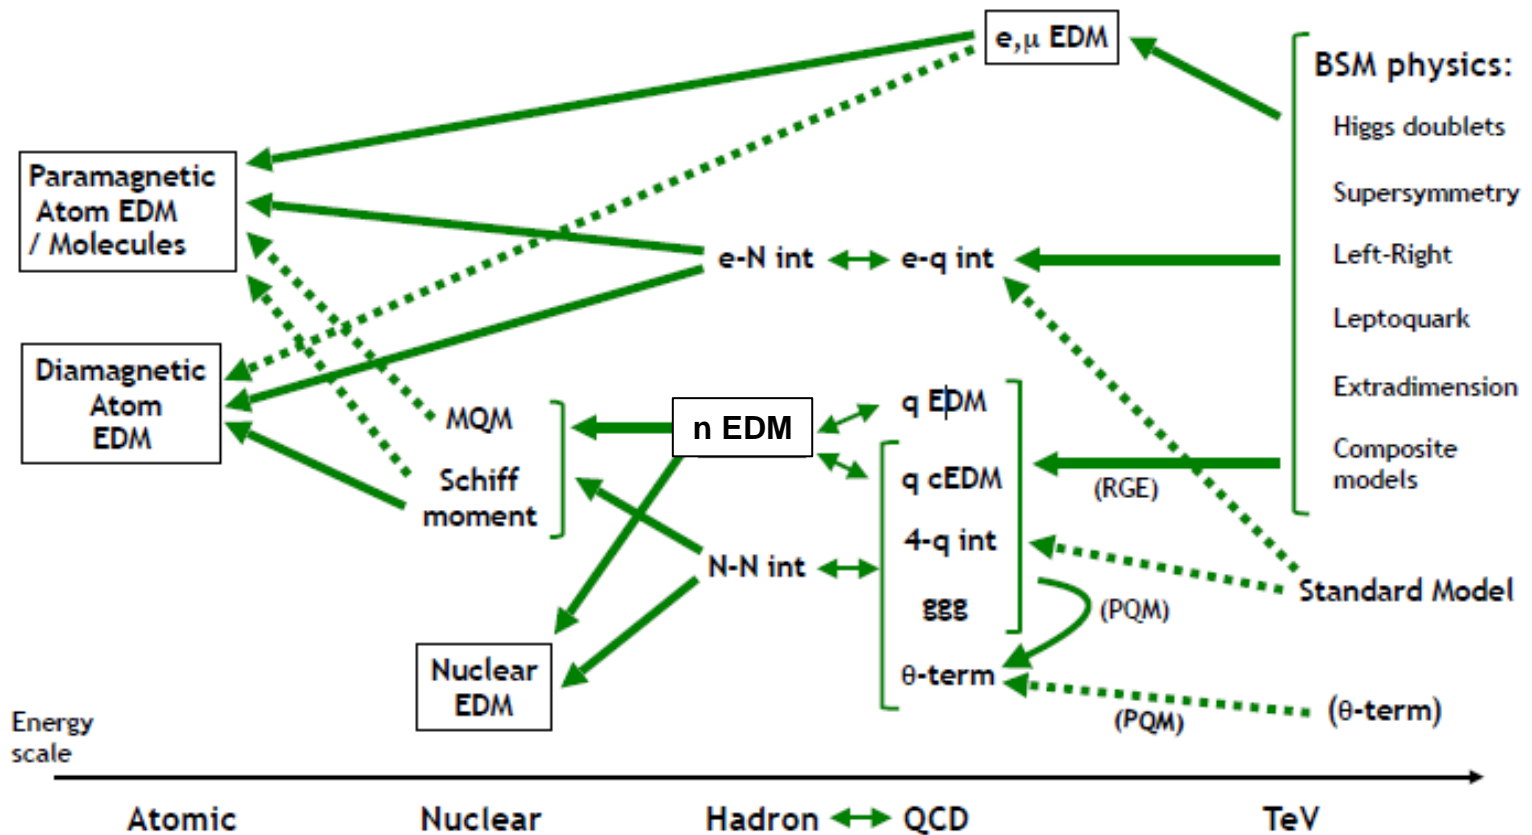 e,μ EDM
BSM physics:
Higgs doublets
Supersymmetry
Left-Right
Leptoquark
Extradimension
Composite
models
Paramagnetic
Atom EDM
/ Molecules
e-N int
e-q int
Diamagnetic
Atom
EDM
MQM
Schiff
moment
n EDM
q EDM
q cEDM
4-q int
ggg
θ-term
(RGE)
N-N int
(PQM)
Standard Model
Nuclear
EDM
(PQM)
(θ-term)
Energy
scale
Atomic
Nuclear
Hadron
QCD
TeV